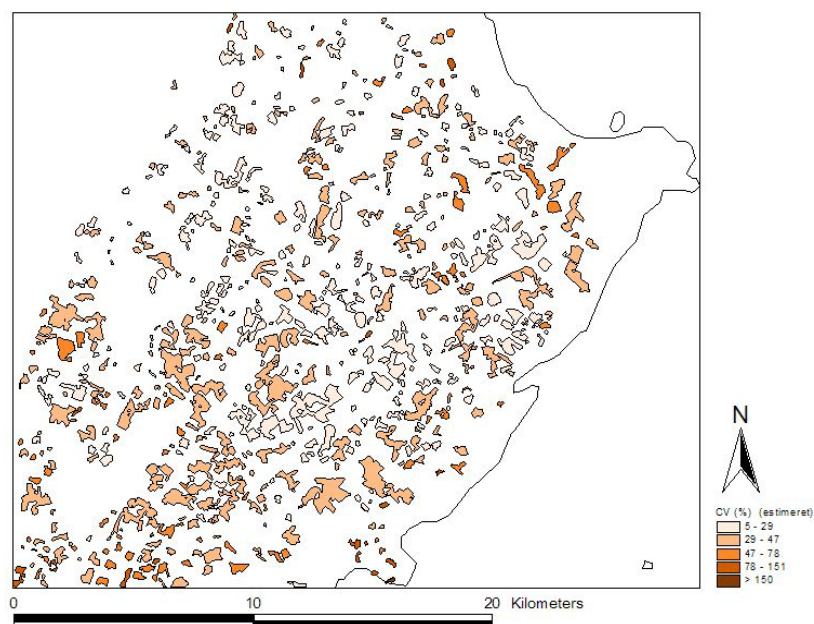 N
CV (%) (estimeret)
5 - 29
29 - 47
47 - 78
78 - 151
> 150
0 10 20 Kilometers